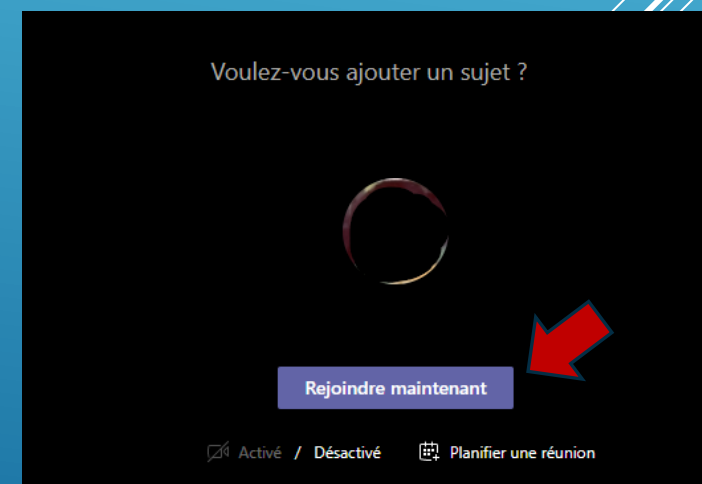 Voulez-vous ajouter un sujet ?
Rejoindre maintenant
Activé / Désactivé Planifier une réunion